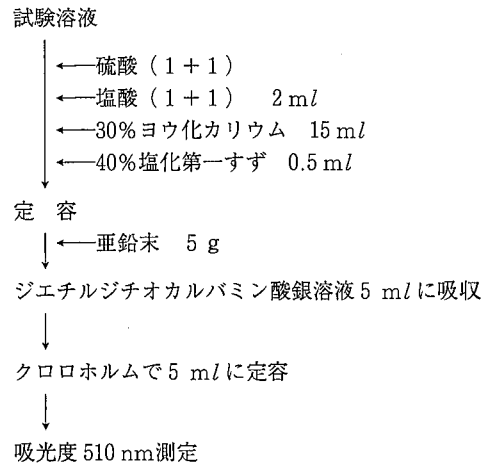 試験溶液
硫酸（1＋1）
塩酸（1＋1）　2 ml
30％ヨウ化カリウム　15 ml
40％塩化第一すず　0.5 ml
定　容
亜鉛末　5 g
ジエチルジチオカルバミン酸銀溶液 5 ml に吸収
クロロホルムで 5 ml に定容
吸光度 510 nm測定